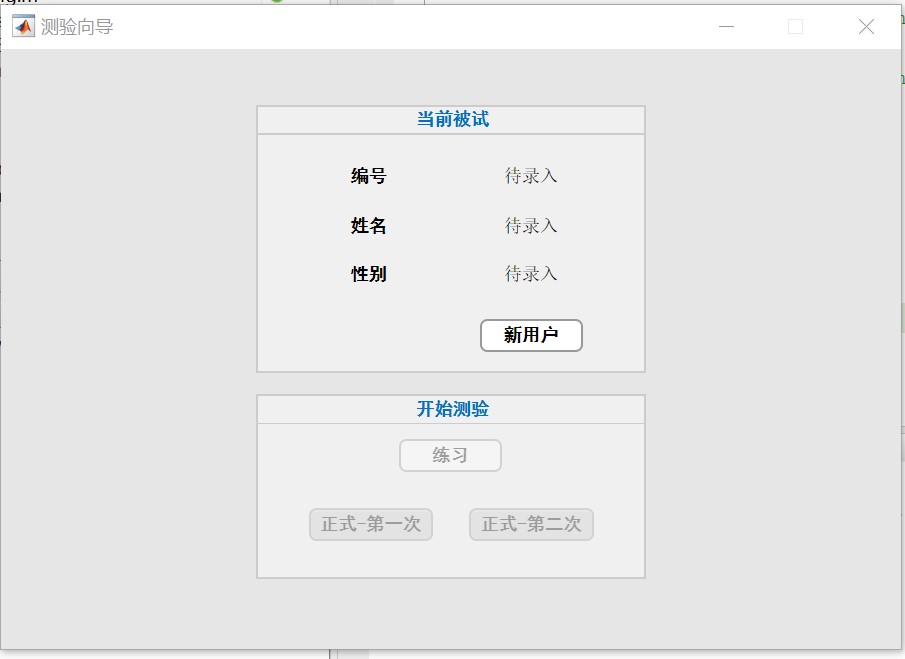 测验向导
当前被试
编号 待录入
姓名 待录入
性别 待录入
新用户
开始测验
练习
正式-第一次 正式-第二次